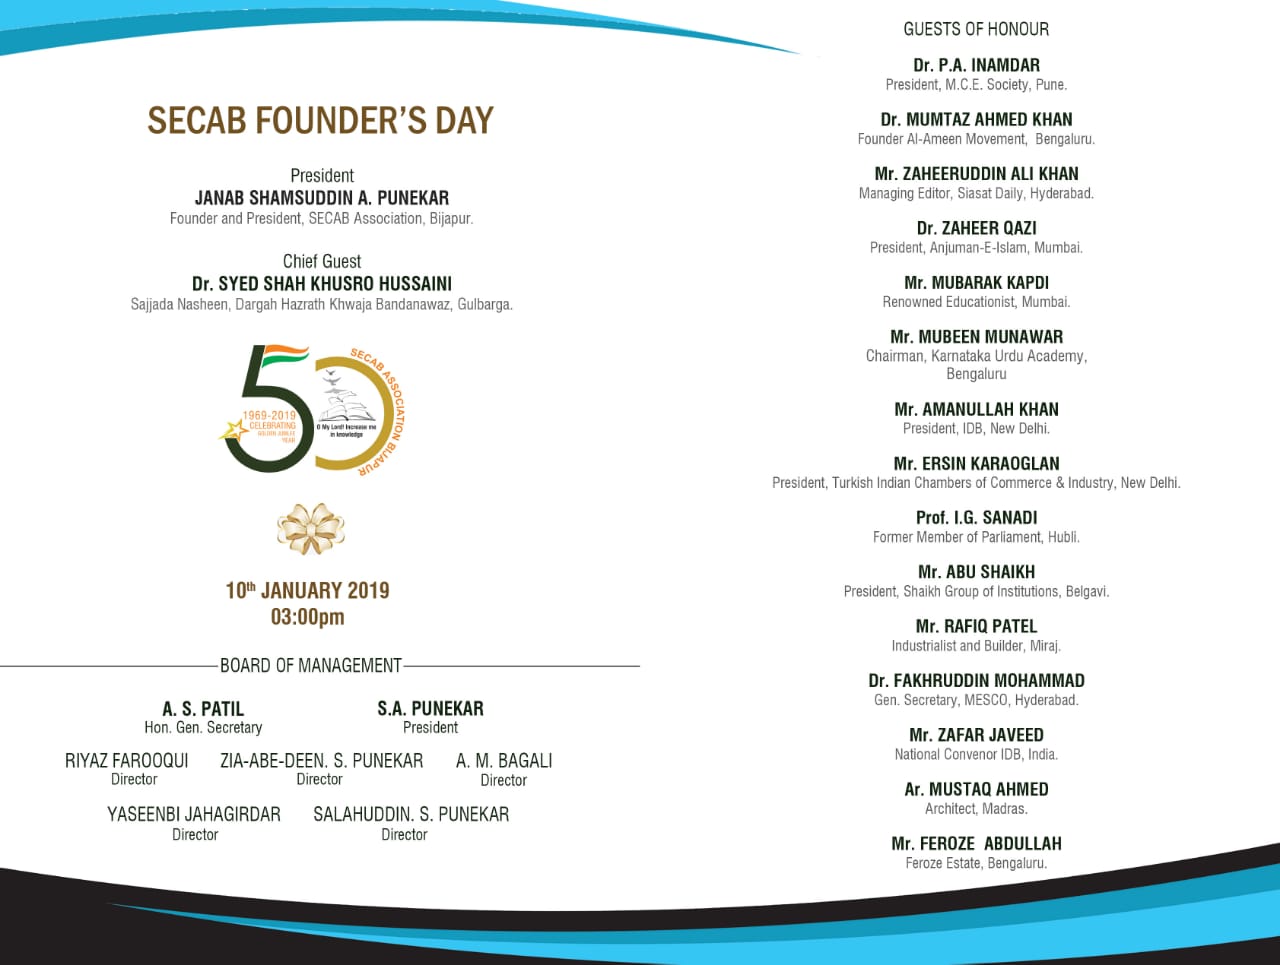 SECAB FOUNDER'S DAY
President
JANAB SHAMSUDDIN A. PUNEKAR
Founder and President, SECAB Association, Bijapur.
Chief Guest
Dr. SYED SHAH KHUSRO HUSSAINI
Sajjada Nasheen, Dargah Hazrath Khwaja Bandanawaz, Gulbarga.
50
1969-2019
CELEBRATING
GOLDEN JUBILEE
YEAR
O My Lord! Increase me
in knowledge
SECAB ASSOCIATION BIJAPUR
10th JANUARY 2019
03:00pm
BOARD OF MANAGEMENT
A. S. PATIL S.A. PUNEKAR
Hon. Gen. Secretary President
RIYAZ FAROOQUI ZIA-ABE-DEEN. S. PUNEKAR A. M. BAGALI
Director Director Director
YASEENBI JAHAGIRDAR SALAHUDDIN. S. PUNEKAR
Director Director
GUESTS OF HONOUR
Dr. P.A. INAMDAR
President, M.C.E. Society, Pune.
Dr. MUMTAZ AHMED KHAN
Founder Al-Ameen Movement, Bengaluru.
Mr. ZAHEERUDDIN ALI KHAN
Managing Editor, Siasat Daily, Hyderabad.
Dr. ZAHEER QAZI
President, Anjuman-E-Islam, Mumbai.
Mr. MUBARAK KAPDI
Renowned Educationist, Mumbai.
Mr. MUBEEN MUNAWAR
Chairman, Karnataka Urdu Academy,
Bengaluru
Mr. AMANULLAH KHAN
President, IDB, New Delhi.
Mr. ERSIN KARAOGLAN
President, Turkish Indian Chambers of Commerce & Industry, New Delhi.
Prof. I.G. SANADI
Former Member of Parliament, Hubli.
Mr. ABU SHAIKH
President, Shaikh Group of Institutions, Belgavi.
Mr. RAFIQ PATEL
Industrialist and Builder, Miraj.
Dr. FAKHRUDDIN MOHAMMAD
Gen. Secretary, MESCO, Hyderabad.
Mr. ZAFAR JAVEED
National Convenor IDB, India.
Ar. MUSTAQ AHMED
Architect, Madras.
Mr. FEROZE ABDULLAH
Feroze Estate, Bengaluru.